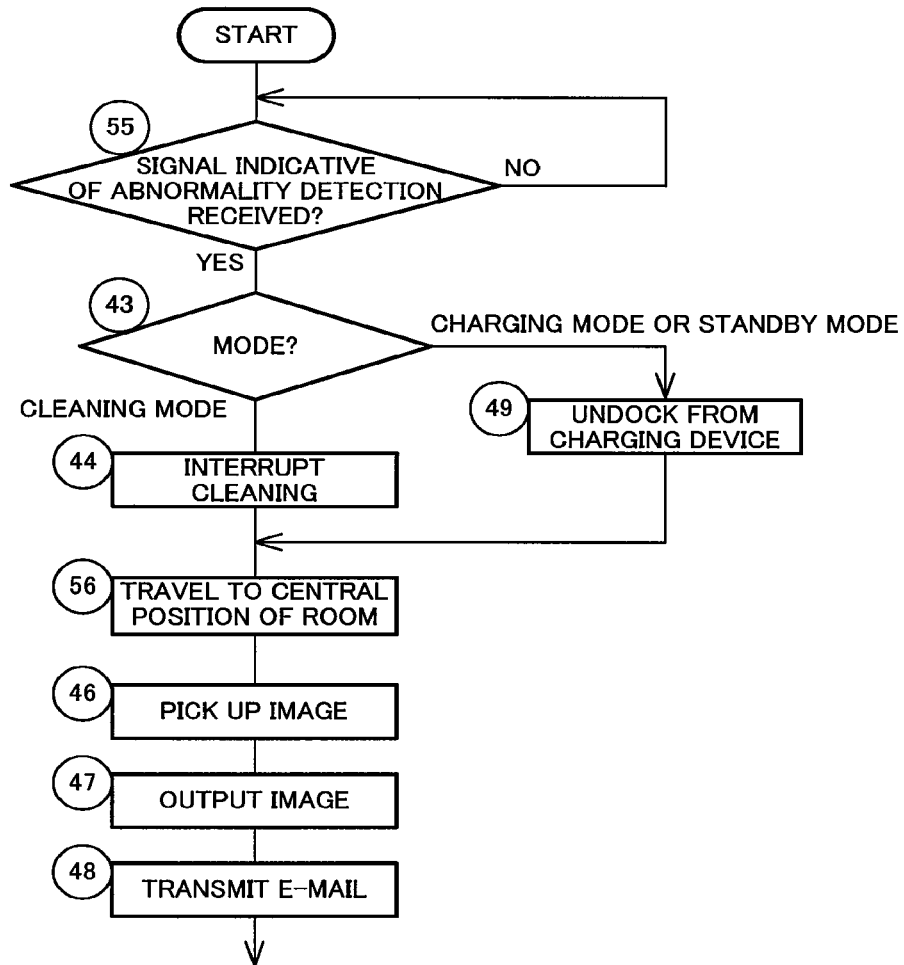 START
55
SIGNAL INDICATIVE
OF ABNORMALITY DETECTION
RECEIVED?
NO
YES
43
MODE?
CHARGING MODE OR STANDBY MODE
CLEANING MODE
49
UNDOCK FROM
CHARGING DEVICE
44
INTERRUPT
CLEANING
56
TRAVEL TO CENTRAL
POSITION OF ROOM
46
PICK UP IMAGE
47
OUTPUT IMAGE
48
TRANSMIT E-MAIL